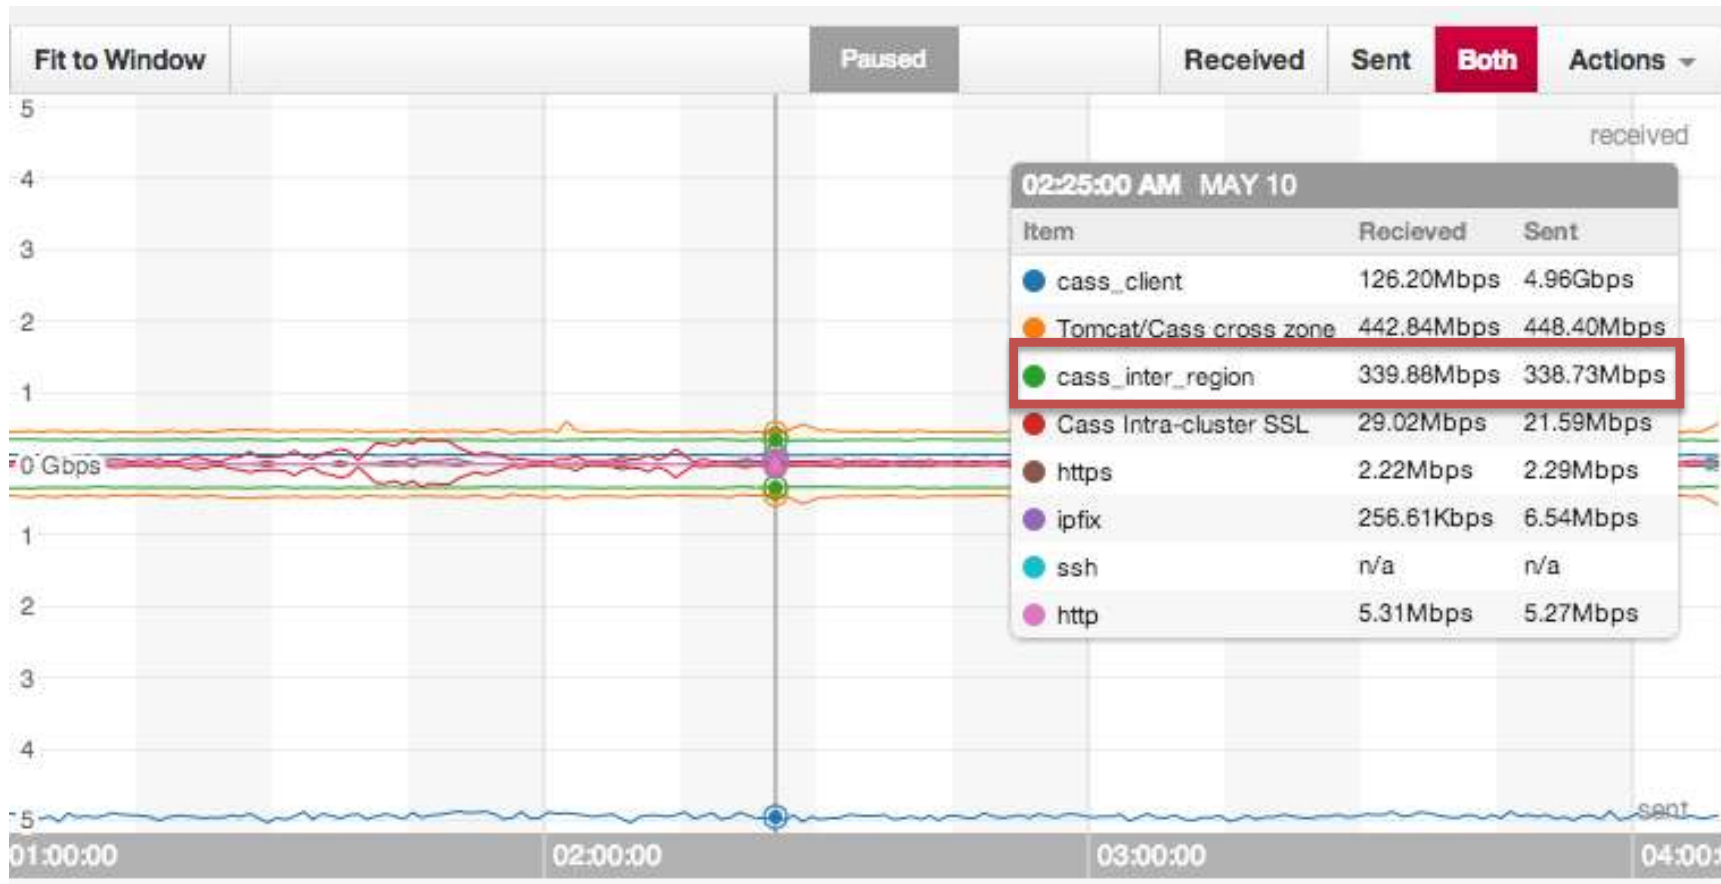 Fit to Window Paused Received Sent Both Actions
5
received
4
3
2
1
0 Gbps
1
2
3
4
5
sent
02:25:00 AM MAY 10
Item Recieved Sent
cass_client 126.20Mbps 4.96Gbps
Tomcat/Cass cross zone 442.84Mbps 448.40Mbps
cass_inter_region 339.88Mbps 338.73Mbps
Cass Intra-cluster SSL 29.02Mbps 21.59Mbps
https 2.22Mbps 2.29Mbps
ipfix 256.61Kbps 6.54Mbps
ssh n/a n/a
http 5.31Mbps 5.27Mbps
01:00:00 02:00:00 03:00:00 04:00: